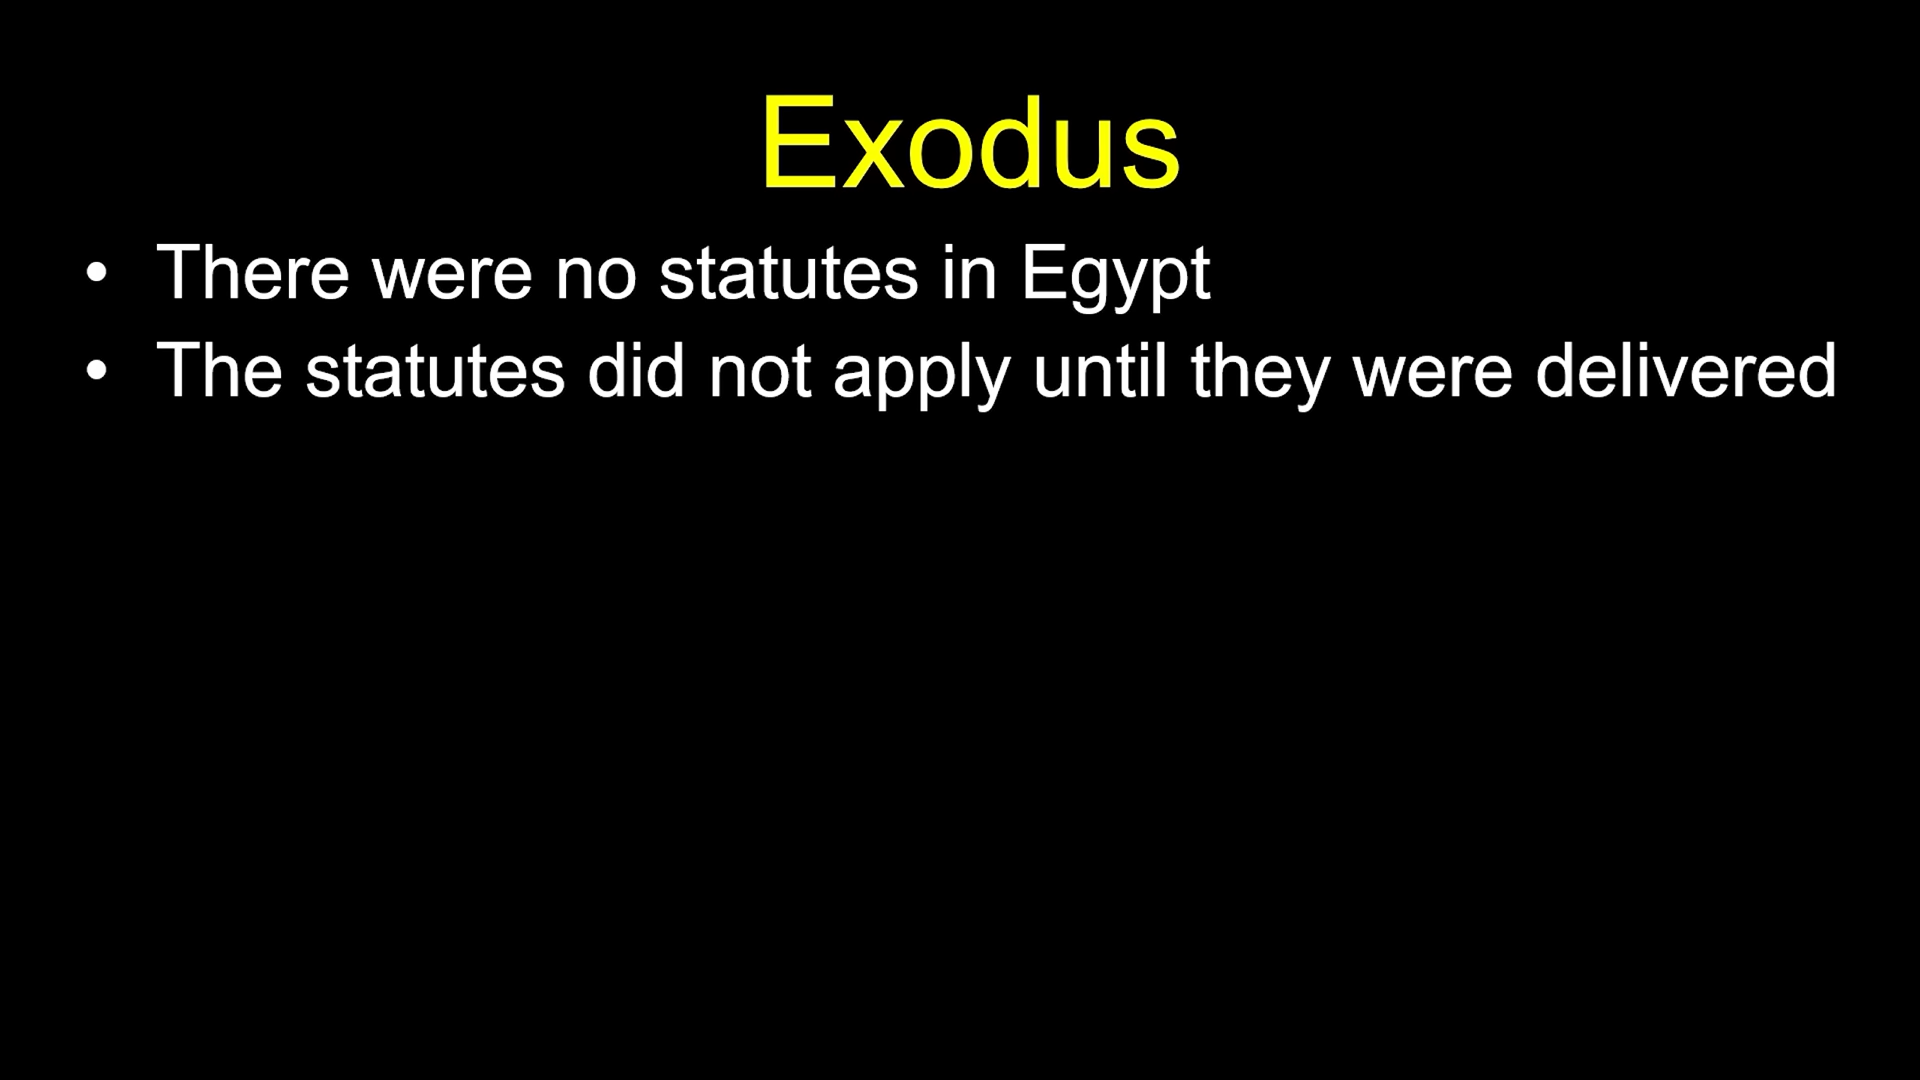 Exodus
• There were no statutes in Egypt
• The statutes did not apply until they were delivered